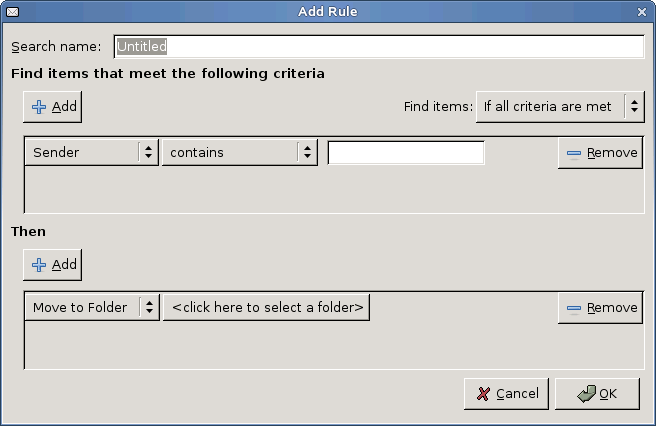 Add Rule
Search name: Untitled
Find items that meet the following criteria
Add Find items: If all criteria are met
Sender contains Remove
Then
Add
Move to Folder <click here to select a folder> Remove
Cancel OK